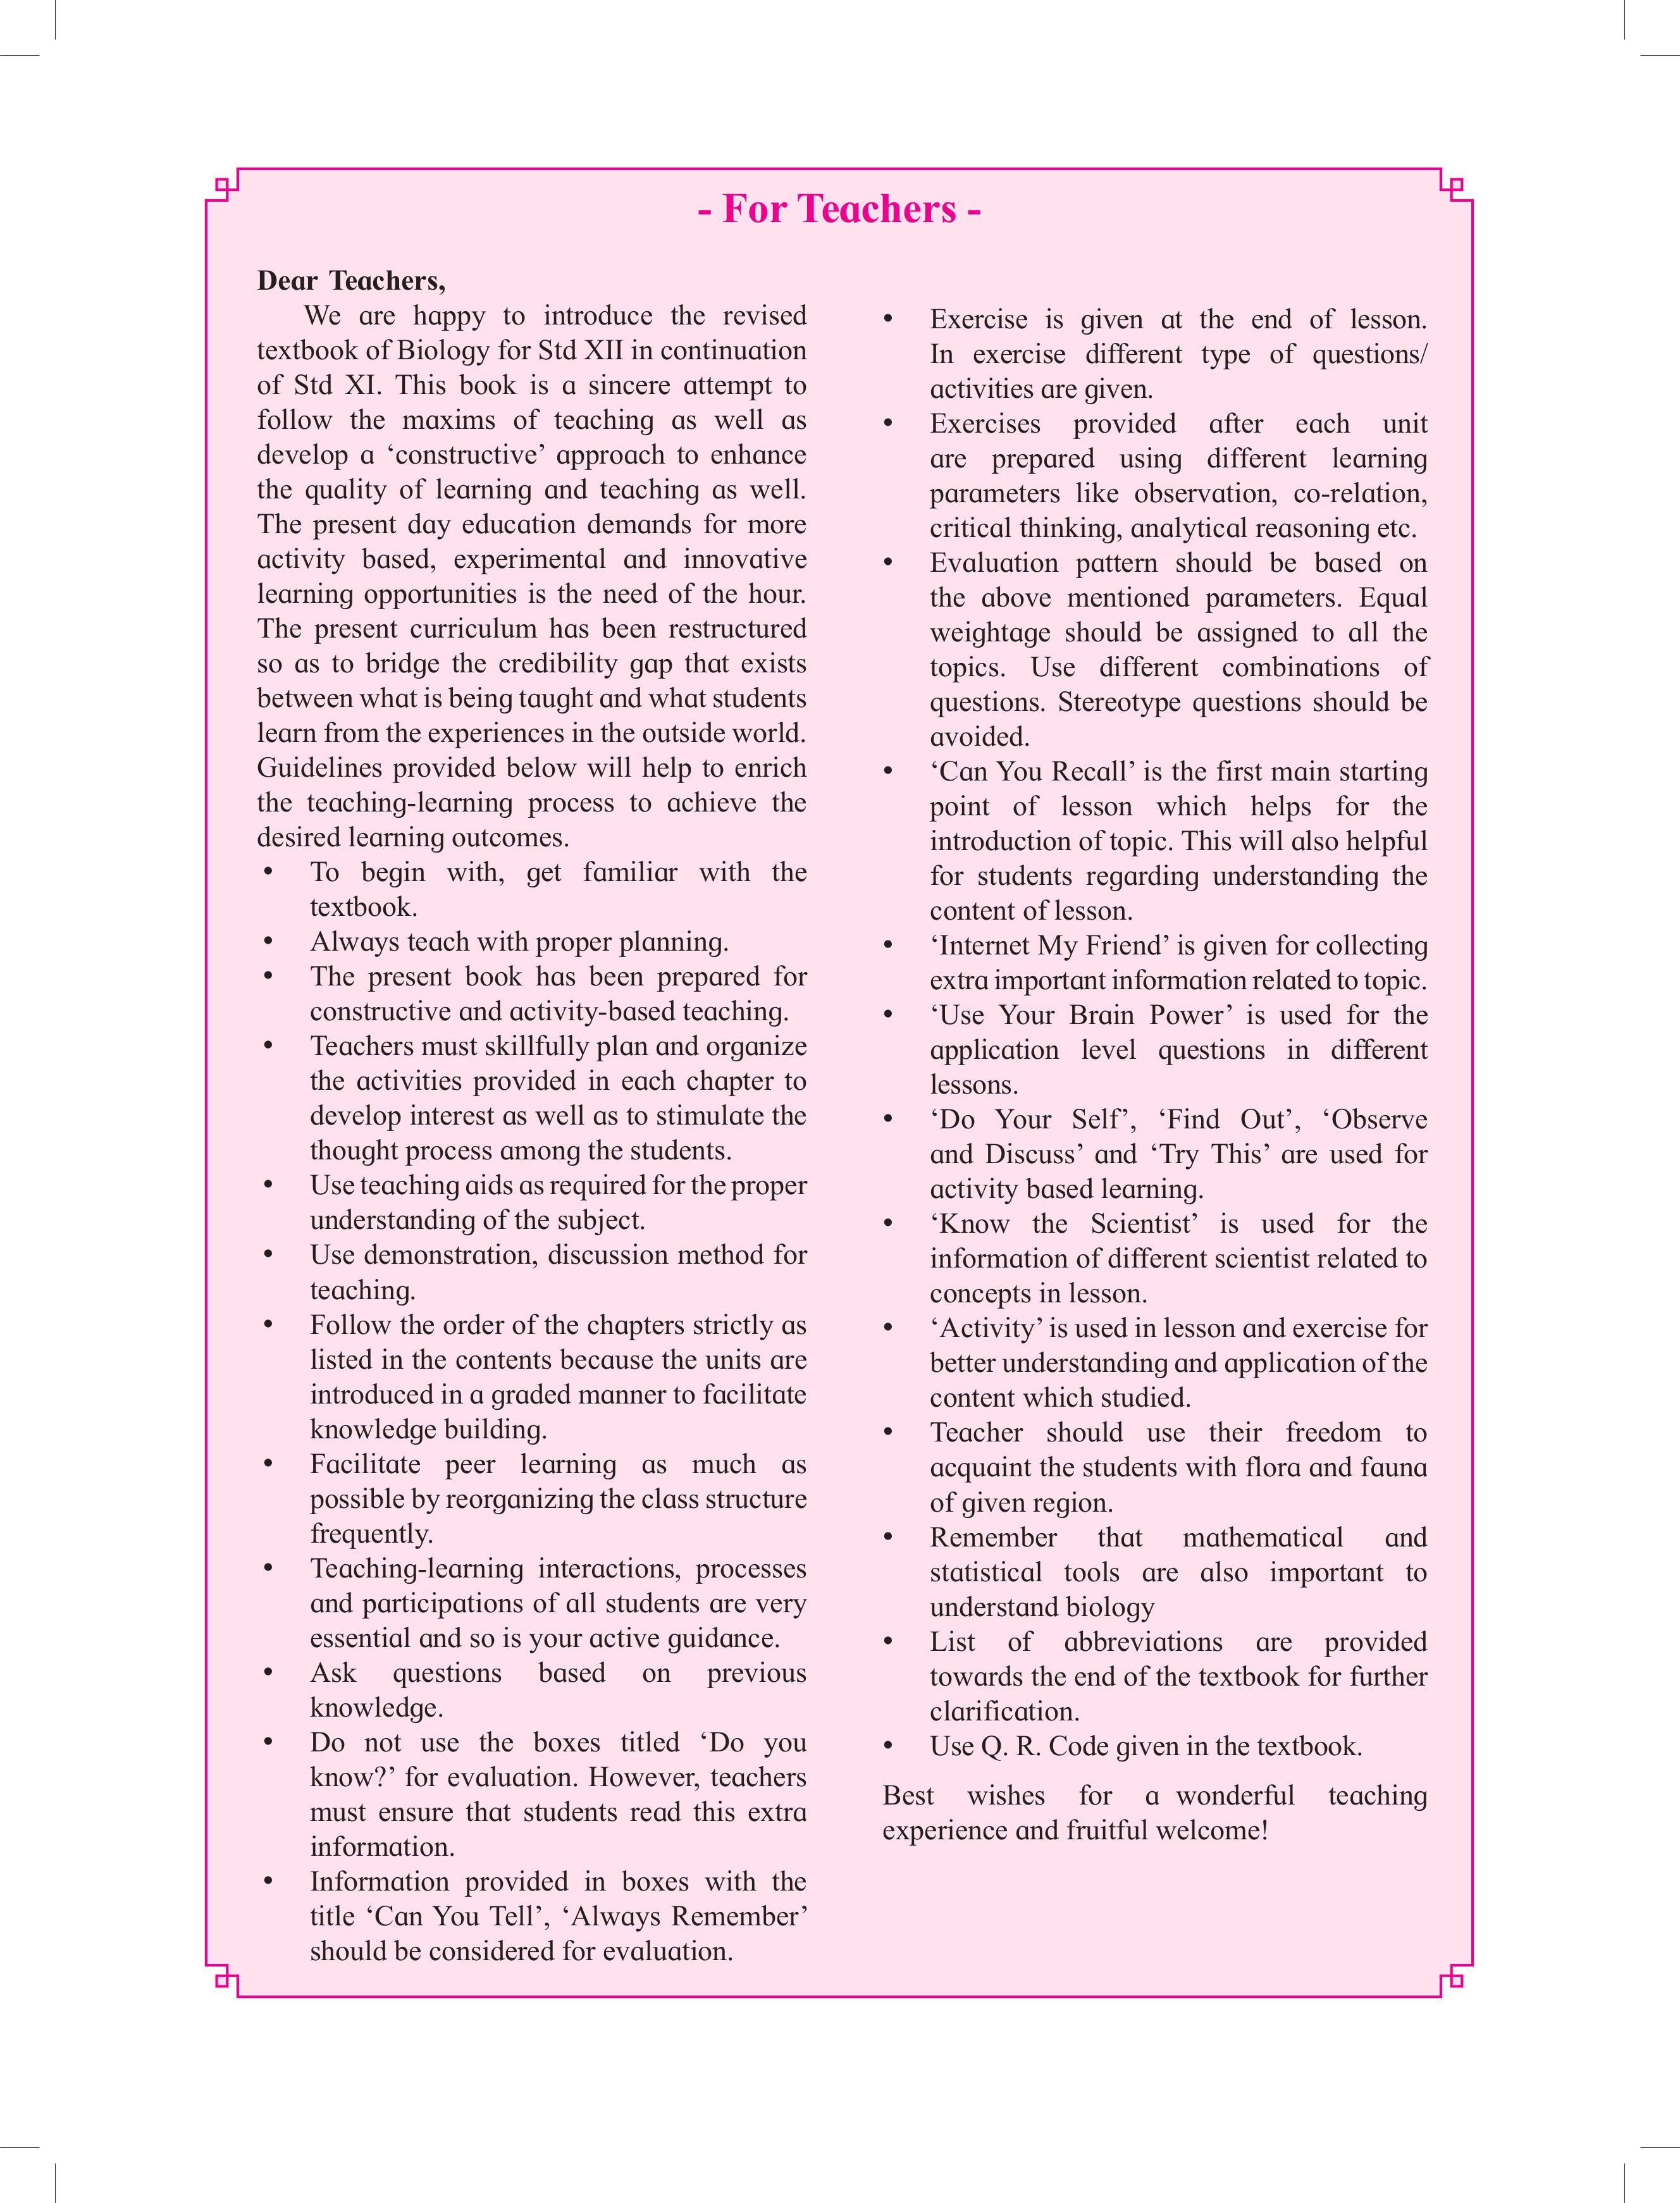 - For Teachers -
Dear Teachers,
We are happy to introduce the revised
textbook of Biology for Std XII in continuation
of Std XI. This book is a sincere attempt to
follow the maxims of teaching as well as
develop a ‘constructive’ approach to enhance
the quality of learning and teaching as well.
The present day education demands for more
activity based, experimental and innovative
learning opportunities is the need of the hour.
The present curriculum has been restructured
so as to bridge the credibility gap that exists
between what is being taught and what students
learn from the experiences in the outside world.
Guidelines provided below will help to enrich
the teaching-learning process to achieve the
desired learning outcomes.
• To begin with, get familiar with the
textbook.
• Always teach with proper planning.
• The present book has been prepared for
constructive and activity-based teaching.
• Teachers must skillfully plan and organize
the activities provided in each chapter to
develop interest as well as to stimulate the
thought process among the students.
• Use teaching aids as required for the proper
understanding of the subject.
• Use demonstration, discussion method for
teaching.
• Follow the order of the chapters strictly as
listed in the contents because the units are
introduced in a graded manner to facilitate
knowledge building.
• Facilitate peer learning as much as
possible by reorganizing the class structure
frequently.
• Teaching-learning interactions, processes
and participations of all students are very
essential and so is your active guidance.
• Ask questions based on previous
knowledge.
• Do not use the boxes titled ‘Do you
know?’ for evaluation. However, teachers
must ensure that students read this extra
information.
• Information provided in boxes with the
title ‘Can You Tell’, ‘Always Remember’
should be considered for evaluation.
• Exercise is given at the end of lesson.
In exercise different type of questions/
activities are given.
• Exercises provided after each unit
are prepared using different learning
parameters like observation, co-relation,
critical thinking, analytical reasoning etc.
• Evaluation pattern should be based on
the above mentioned parameters. Equal
weightage should be assigned to all the
topics. Use different combinations of
questions. Stereotype questions should be
avoided.
• ‘Can You Recall’ is the first main starting
point of lesson which helps for the
introduction of topic. This will also helpful
for students regarding understanding the
content of lesson.
• ‘Internet My Friend’ is given for collecting
extra important information related to topic.
• ‘Use Your Brain Power’ is used for the
application level questions in different
lessons.
• ‘Do Your Self’, ‘Find Out’, ‘Observe
and Discuss’ and ‘Try This’ are used for
activity based learning.
• ‘Know the Scientist’ is used for the
information of different scientist related to
concepts in lesson.
• ‘Activity’ is used in lesson and exercise for
better understanding and application of the
content which studied.
• Teacher should use their freedom to
acquaint the students with flora and fauna
of given region.
• Remember that mathematical and
statistical tools are also important to
understand biology
• List of abbreviations are provided
towards the end of the textbook for further
clarification.
• Use Q. R. Code given in the textbook.
Best wishes for a wonderful teaching
experience and fruitful welcome!